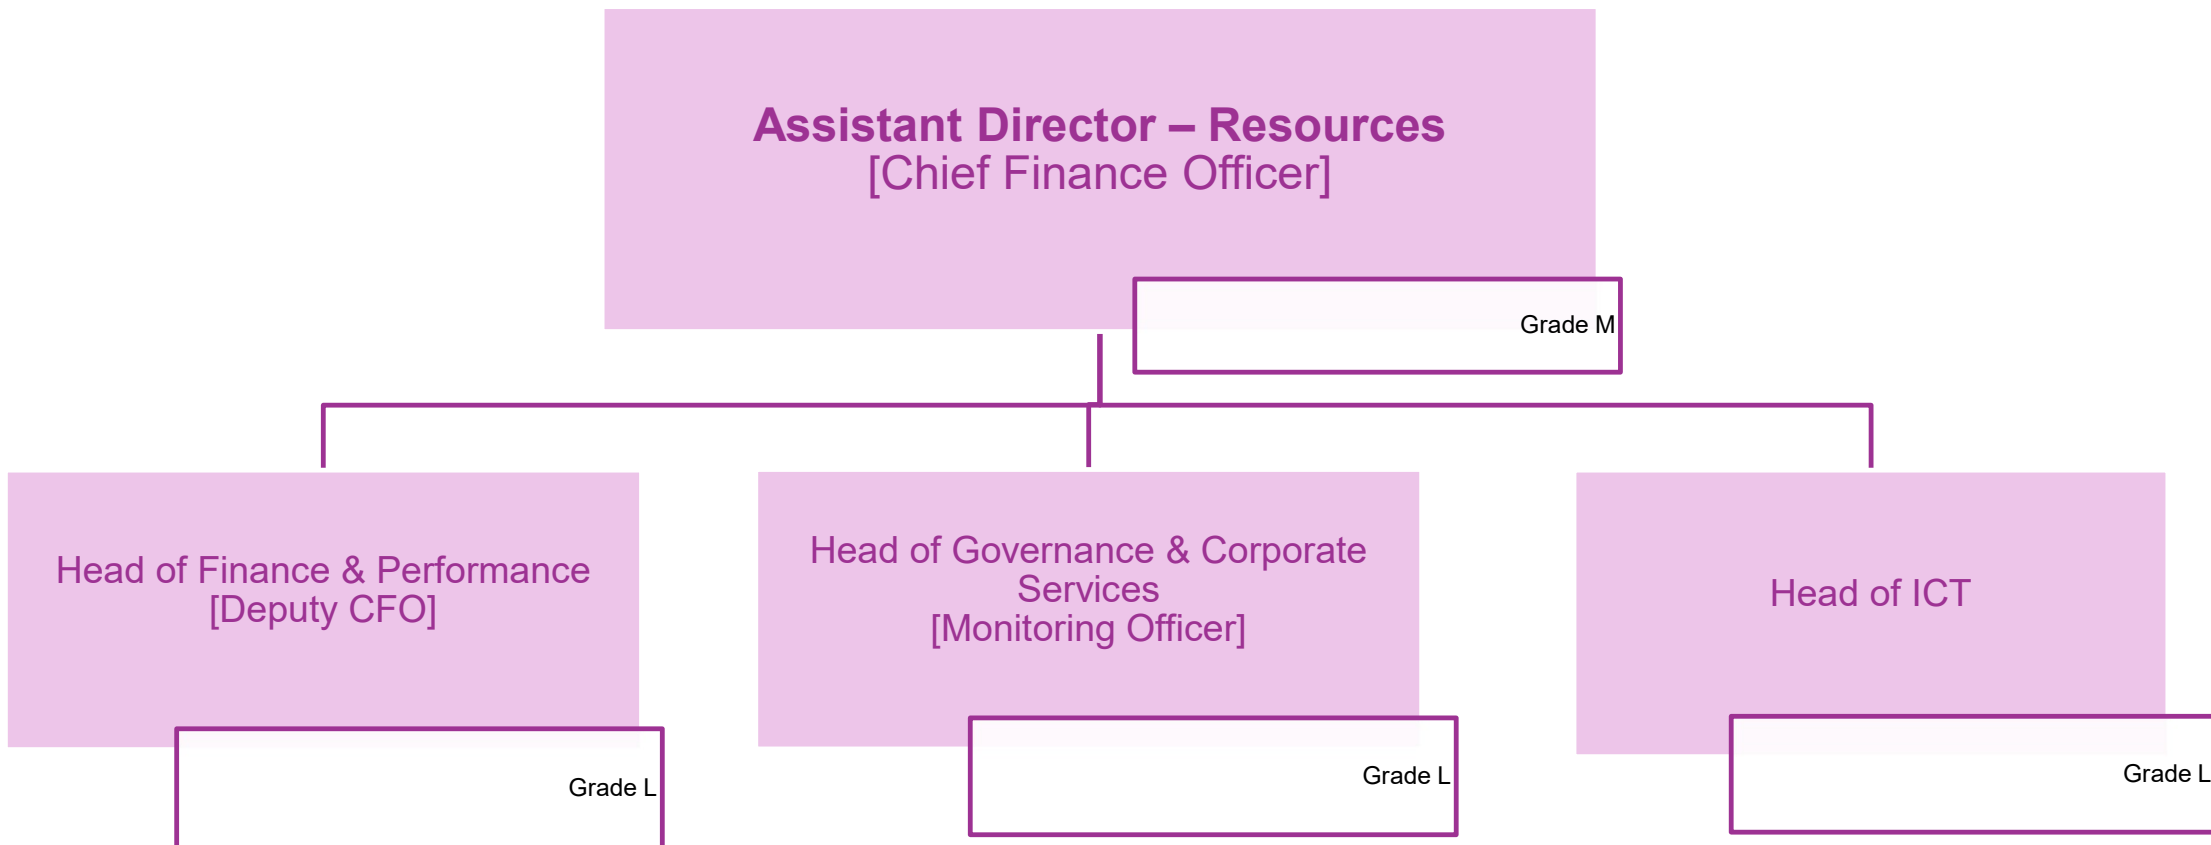 Assistant Director – Resources
[Chief Finance Officer]
Grade M
Head of Finance & Performance
[Deputy CFO]
Grade L
Head of Governance & Corporate
Services
[Monitoring Officer]
Grade L
Head of ICT
Grade L